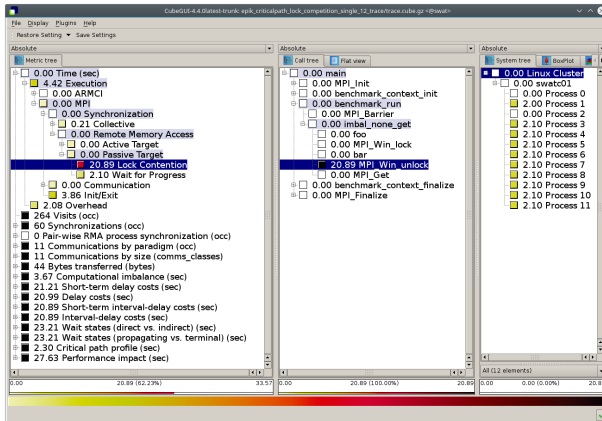 CubeGUI-4.4.0latest-trunk: epik_criticalpath_lock_competition_single_12_trace/trace.cube.gz <@swat>
File Display Plugins Help
Restore Setting Save Settings
Absolute
Metric tree
0.00 Time (sec)
4.42 Execution
0.00 ARMCI
0.00 MPI
0.00 Synchronization
0.21 Collective
0.00 Remote Memory Access
0.00 Active Target
0.00 Passive Target
20.89 Lock Contention
2.10 Wait for Progress
0.00 Communication
3.86 Init/Exit
2.08 Overhead
264 Visits (occ)
60 Synchronizations (occ)
0 Pair-wise RMA process synchronization (occ)
11 Communications by paradigm (occ)
11 Communications by size (comms_classes)
44 Bytes transferred (bytes)
3.67 Computational imbalance (sec)
21.21 Short-term delay costs (sec)
20.99 Delay costs (sec)
20.89 Short-term interval-delay costs (sec)
20.89 Interval-delay costs (sec)
23.21 Wait states (direct vs. indirect) (sec)
23.21 Wait states (propagating vs. terminal) (sec)
2.30 Critical path profile (sec)
27.63 Performance impact (sec)
0.00 20.89 (62.23%) 33.57
Absolute
Call tree Flat view
0.00 main
0.00 MPI_Init
0.00 benchmark_context_init
0.00 benchmark_run
0.00 MPI_Barrier
0.00 imbal_none_get
0.00 foo
0.00 MPI_Win_lock
0.00 bar
20.89 MPI_Win_unlock
0.00 MPI_Get
0.00 benchmark_context_finalize
0.00 MPI_Finalize
0.00 20.89 (100.00%) 20.89
Absolute
System tree BoxPlot
0.00 Linux Cluster
0.00 swatc01
0.00 Process 0
2.00 Process 1
0.00 Process 2
2.10 Process 3
2.10 Process 4
2.10 Process 5
2.10 Process 6
2.10 Process 7
2.10 Process 8
2.10 Process 9
2.10 Process 10
2.10 Process 11
All (12 elements)
0.00 0.00 (0.00%)